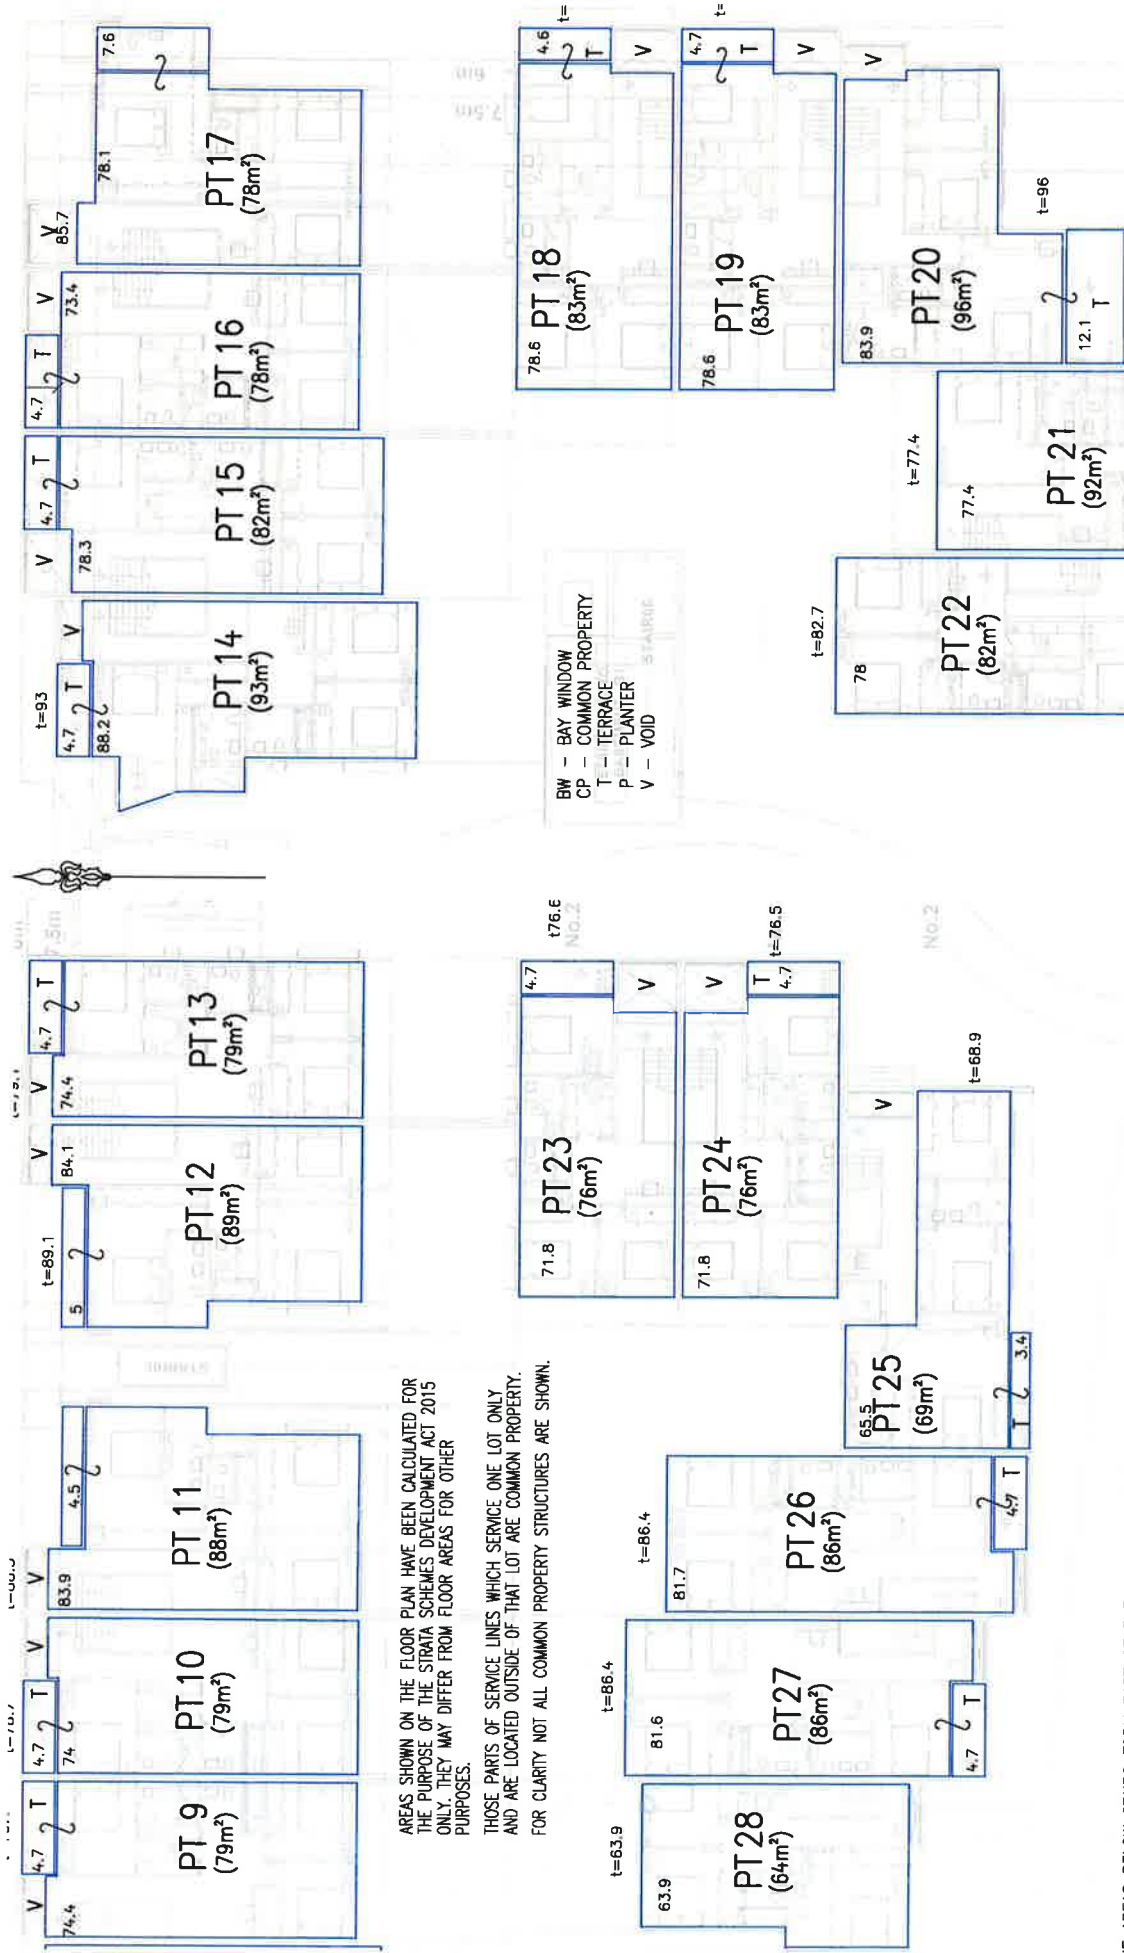 V
4.7 T
74.4
PT 9
(79m²)
4.7 T
V
74
PT 10
(79m²)
V
83.9
4.5
PT 11
(88m²)
t=89.1
5
V
84.1
PT 12
(89m²)
V
4.7 T
74.4
PT 13
(79m²)
7.5m
t=93
4.7 T
V
88.2
PT 14
(93m²)
V
4.7 T
78.3
PT 15
(82m²)
4.7 T
V
73.4
PT 16
(78m²)
V
85.7
78.1
7.6
PT 17
(78m²)
AREAS SHOWN ON THE FLOOR PLAN HAVE BEEN CALCULATED FOR
THE PURPOSE OF THE STRATA SCHEMES DEVELOPMENT ACT 2015
ONLY. THEY MAY DIFFER FROM FLOOR AREAS FOR OTHER
PURPOSES.
THOSE PARTS OF SERVICE LINES WHICH SERVICE ONE LOT ONLY
AND ARE LOCATED OUTSIDE OF THAT LOT ARE COMMON PROPERTY.
FOR CLARITY NOT ALL COMMON PROPERTY STRUCTURES ARE SHOWN.
BW - BAY WINDOW
CP - COMMON PROPERTY
T - TERRACE
P - PLANTER
V - VOID
78.6
PT 18
(83m²)
4.6
T
t=
V
78.6
PT 19
(83m²)
4.7
T
t=
V
83.9
PT 20
(96m²)
V
t=96
12.1 T
t=77.4
77.4
PT 21
(92m²)
t=82.7
78
PT 22
(82m²)
71.8
PT 23
(76m²)
4.7
t76.6
No.2
V
71.8
PT 24
(76m²)
V
T
4.7
t=76.5
65.5
PT 25
(69m²)
V
t=68.9
No.2
T 3.4
t=86.4
81.7
PT 26
(86m²)
4.7 T
t=86.4
81.6
PT 27
(86m²)
4.7 T
t=63.9
63.9
PT 28
(64m²)